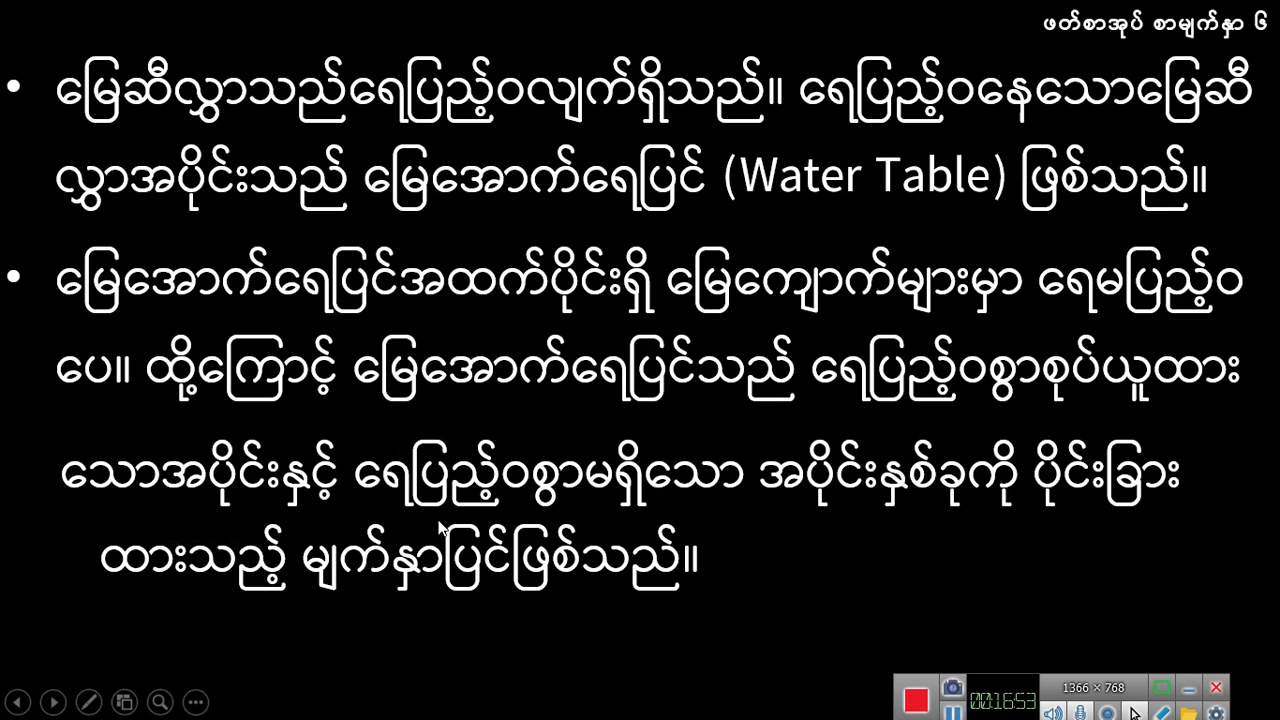 ဖတ်စာအုပ် စာမျက်နှာ ၆
• မြေဆီလွှာသည်ရေပြည့်ဝလျက်ရှိသည်။ ရေပြည့်ဝနေသောမြေဆီ
လွှာအပိုင်းသည် မြေအောက်ရေပြင် (Water Table) ဖြစ်သည်။
• မြေအောက်ရေပြင်အထက်ပိုင်းရှိ မြေကျောက်များမှာ ရေမပြည့်ဝ
ပေ။ ထို့ကြောင့် မြေအောက်ရေပြင်သည် ရေပြည့်ဝစွာစုပ်ယူထား
သောအပိုင်းနှင့် ရေပြည့်ဝစွာမရှိသော အပိုင်းနှစ်ခုကို ပိုင်းခြား
ထားသည့် မျက်နှာပြင်ဖြစ်သည်။
1366 × 768
00:16:53